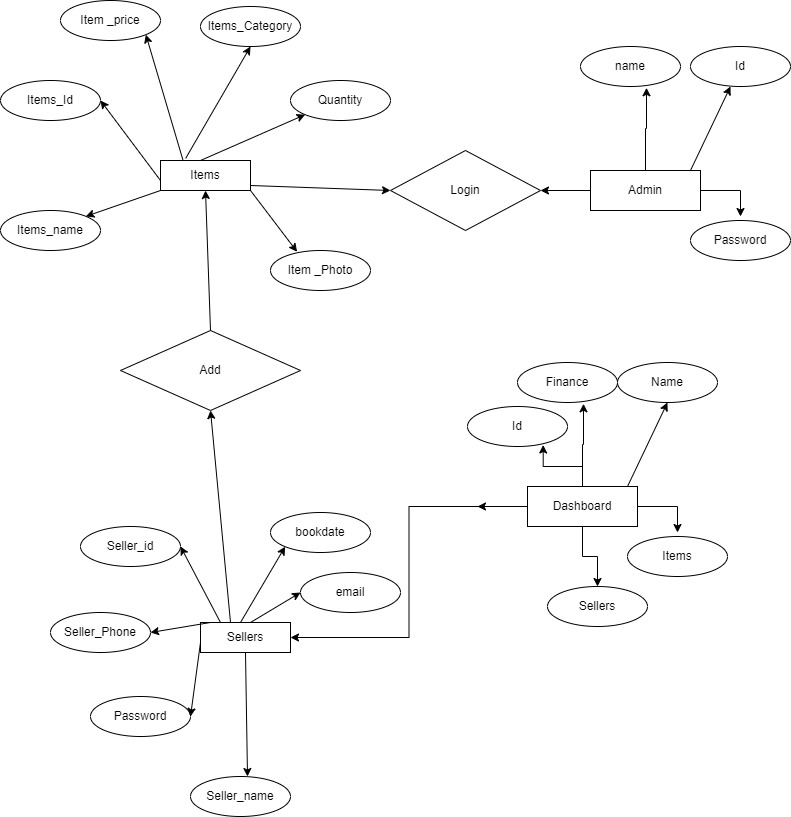 Item _price
Items_Category
name
Id
Items_Id
Quantity
Items
Login
Admin
Items_name
Password
Item _Photo
Add
Finance
Name
Id
Dashboard
bookdate
Seller_id
Items
email
Sellers
Seller_Phone
Sellers
Password
Seller_name